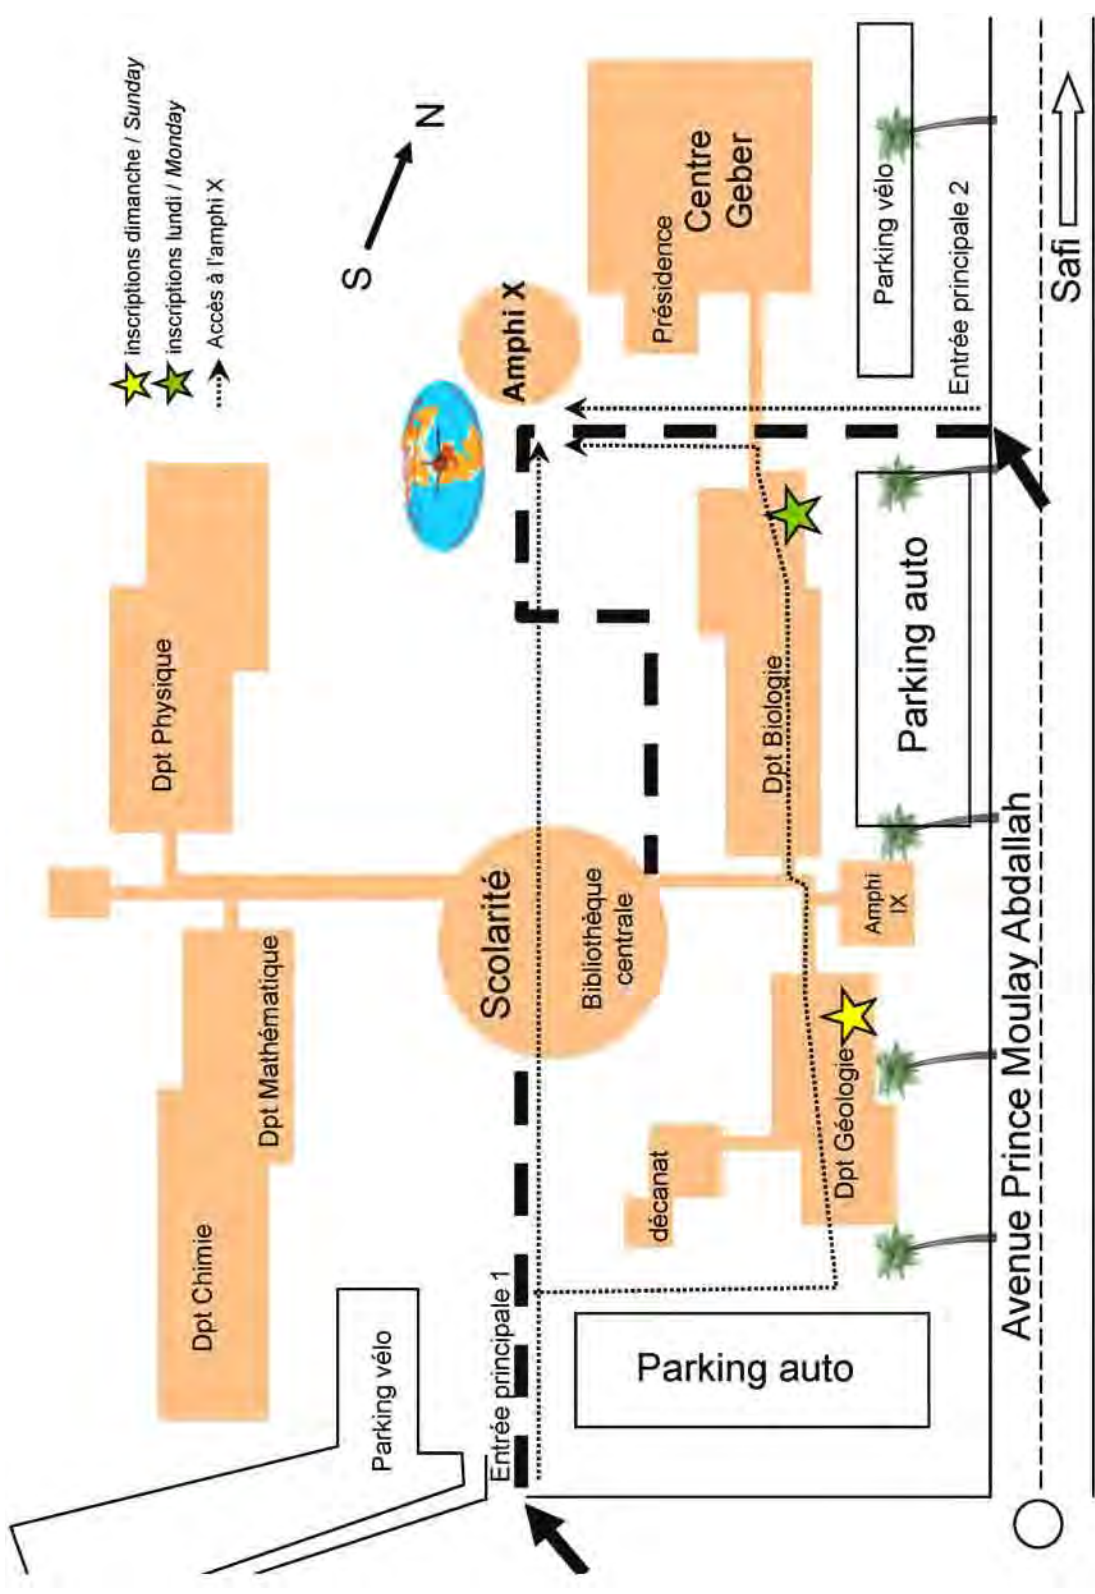 inscriptions dimanche / Sunday
inscriptions lundi / Monday
Accès à l'amphi X
S
N
Dpt Physique
Dpt Chimie
Dpt Mathématique
Parking vélo
Entrée principale 1
Scolarité
Bibliothèque
centrale
Amphi X
Présidence
Centre
Geber
Parking vélo
Entrée principale 2
Dpt Biologie
Parking auto
Amphi
IX
décanat
Dpt Géologie
Parking auto
Avenue Prince Moulay Abdallah
Safi